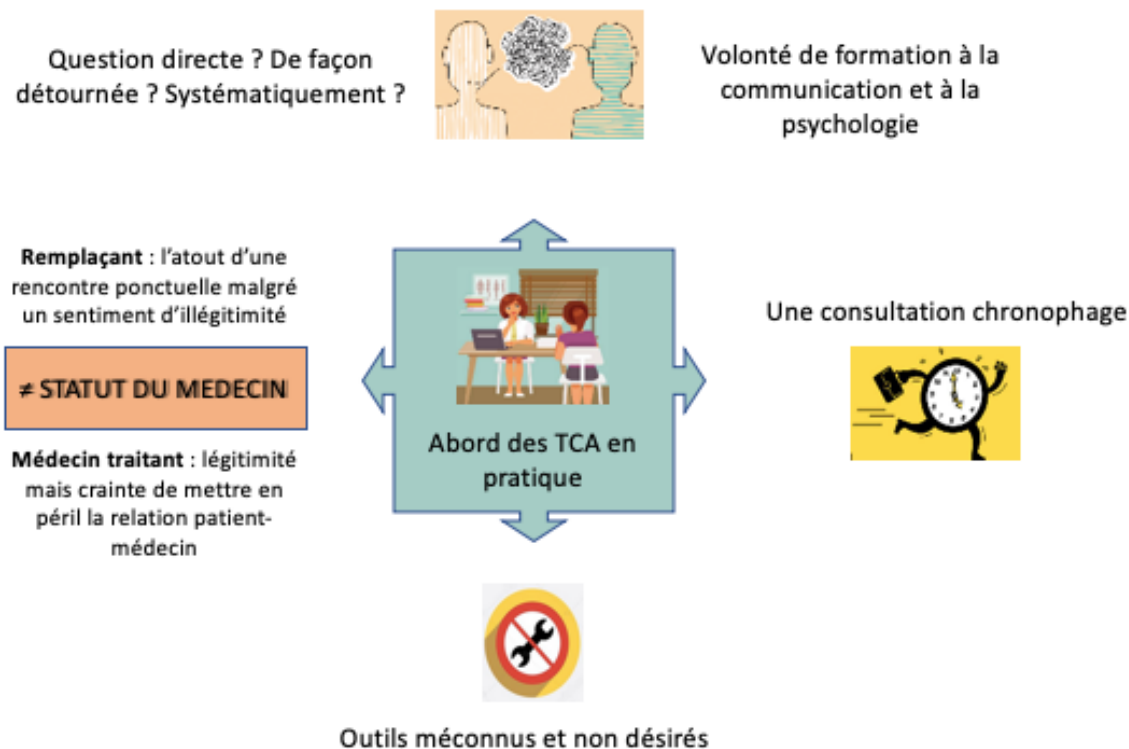 Question directe ? De façon
détournée ? Systématiquement ?
Volonté de formation à la
communication et à la
psychologie
Remplaçant : l'atout d'une
rencontre ponctuelle malgré
un sentiment d'illégitimité
≠ STATUT DU MEDECIN
Médecin traitant : légitimité
mais crainte de mettre en
péril la relation patient-
médecin
Abord des TCA en
pratique
Une consultation chronophage
Outils méconnus et non désirés